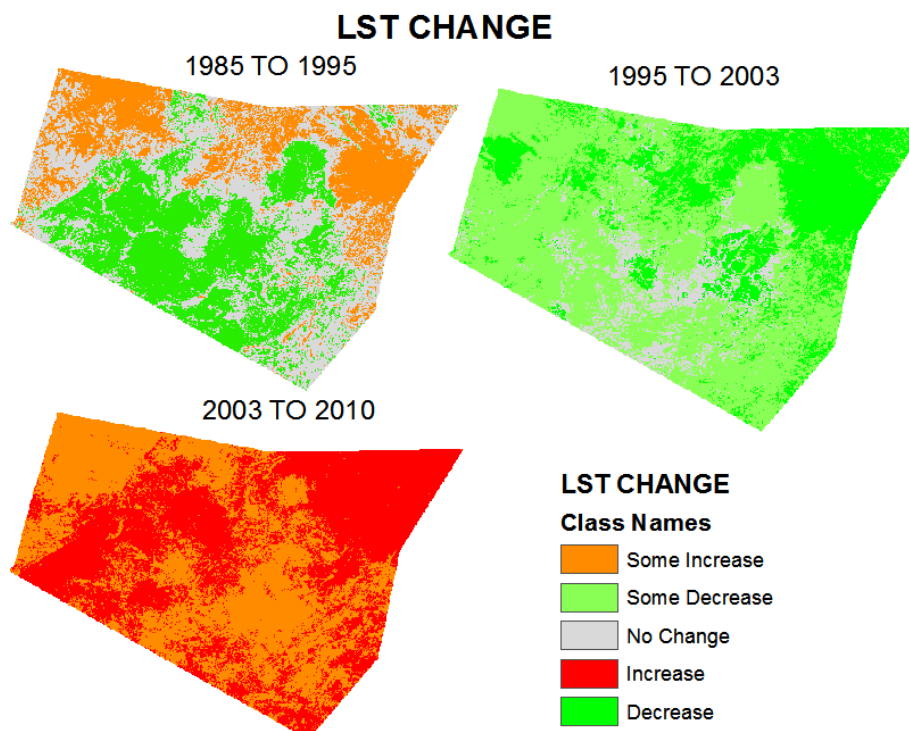 LST CHANGE
1985 TO 1995
1995 TO 2003
2003 TO 2010
LST CHANGE
Class Names
Some Increase
Some Decrease
No Change
Increase
Decrease